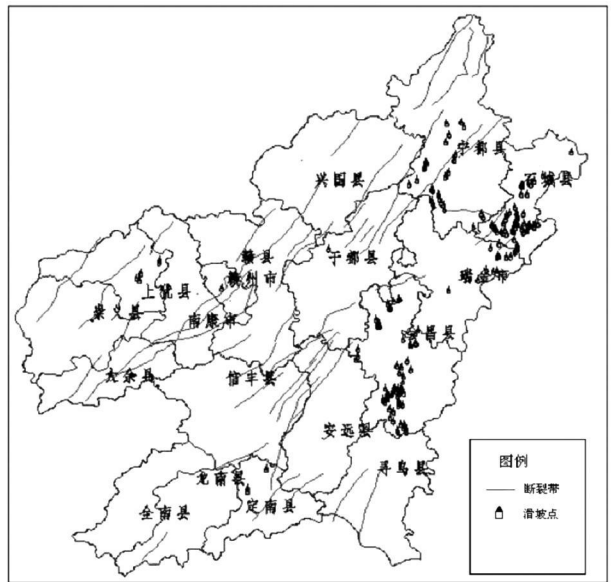 宁都县
石城县
兴国县
赣县
于都县
赣州市
瑞金市
上犹县
崇义县
南康市
会昌县
大余县
信丰县
安远县
寻乌县
龙南县
全南县
定南县
图例
断裂带
滑坡点